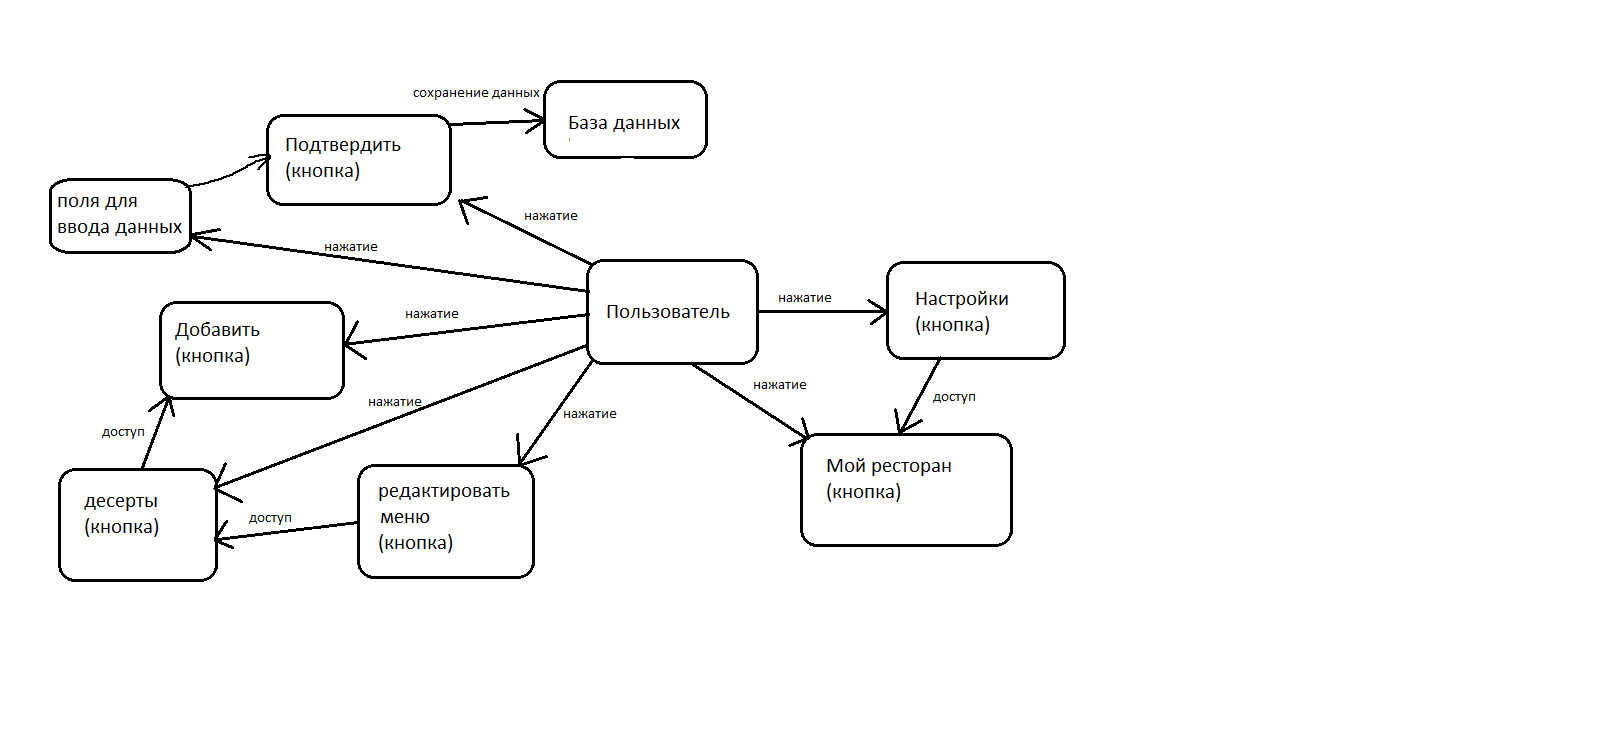 сохранение данных
База данных
Подтвердить
(кнопка)
поля для
ввода данных
нажатие
нажатие
Пользователь
нажатие
Настройки
(кнопка)
Добавить
(кнопка)
нажатие
нажатие
нажатие
нажатие
доступ
доступ
Мой ресторан
(кнопка)
десерты
(кнопка)
доступ
редактировать
меню
(кнопка)